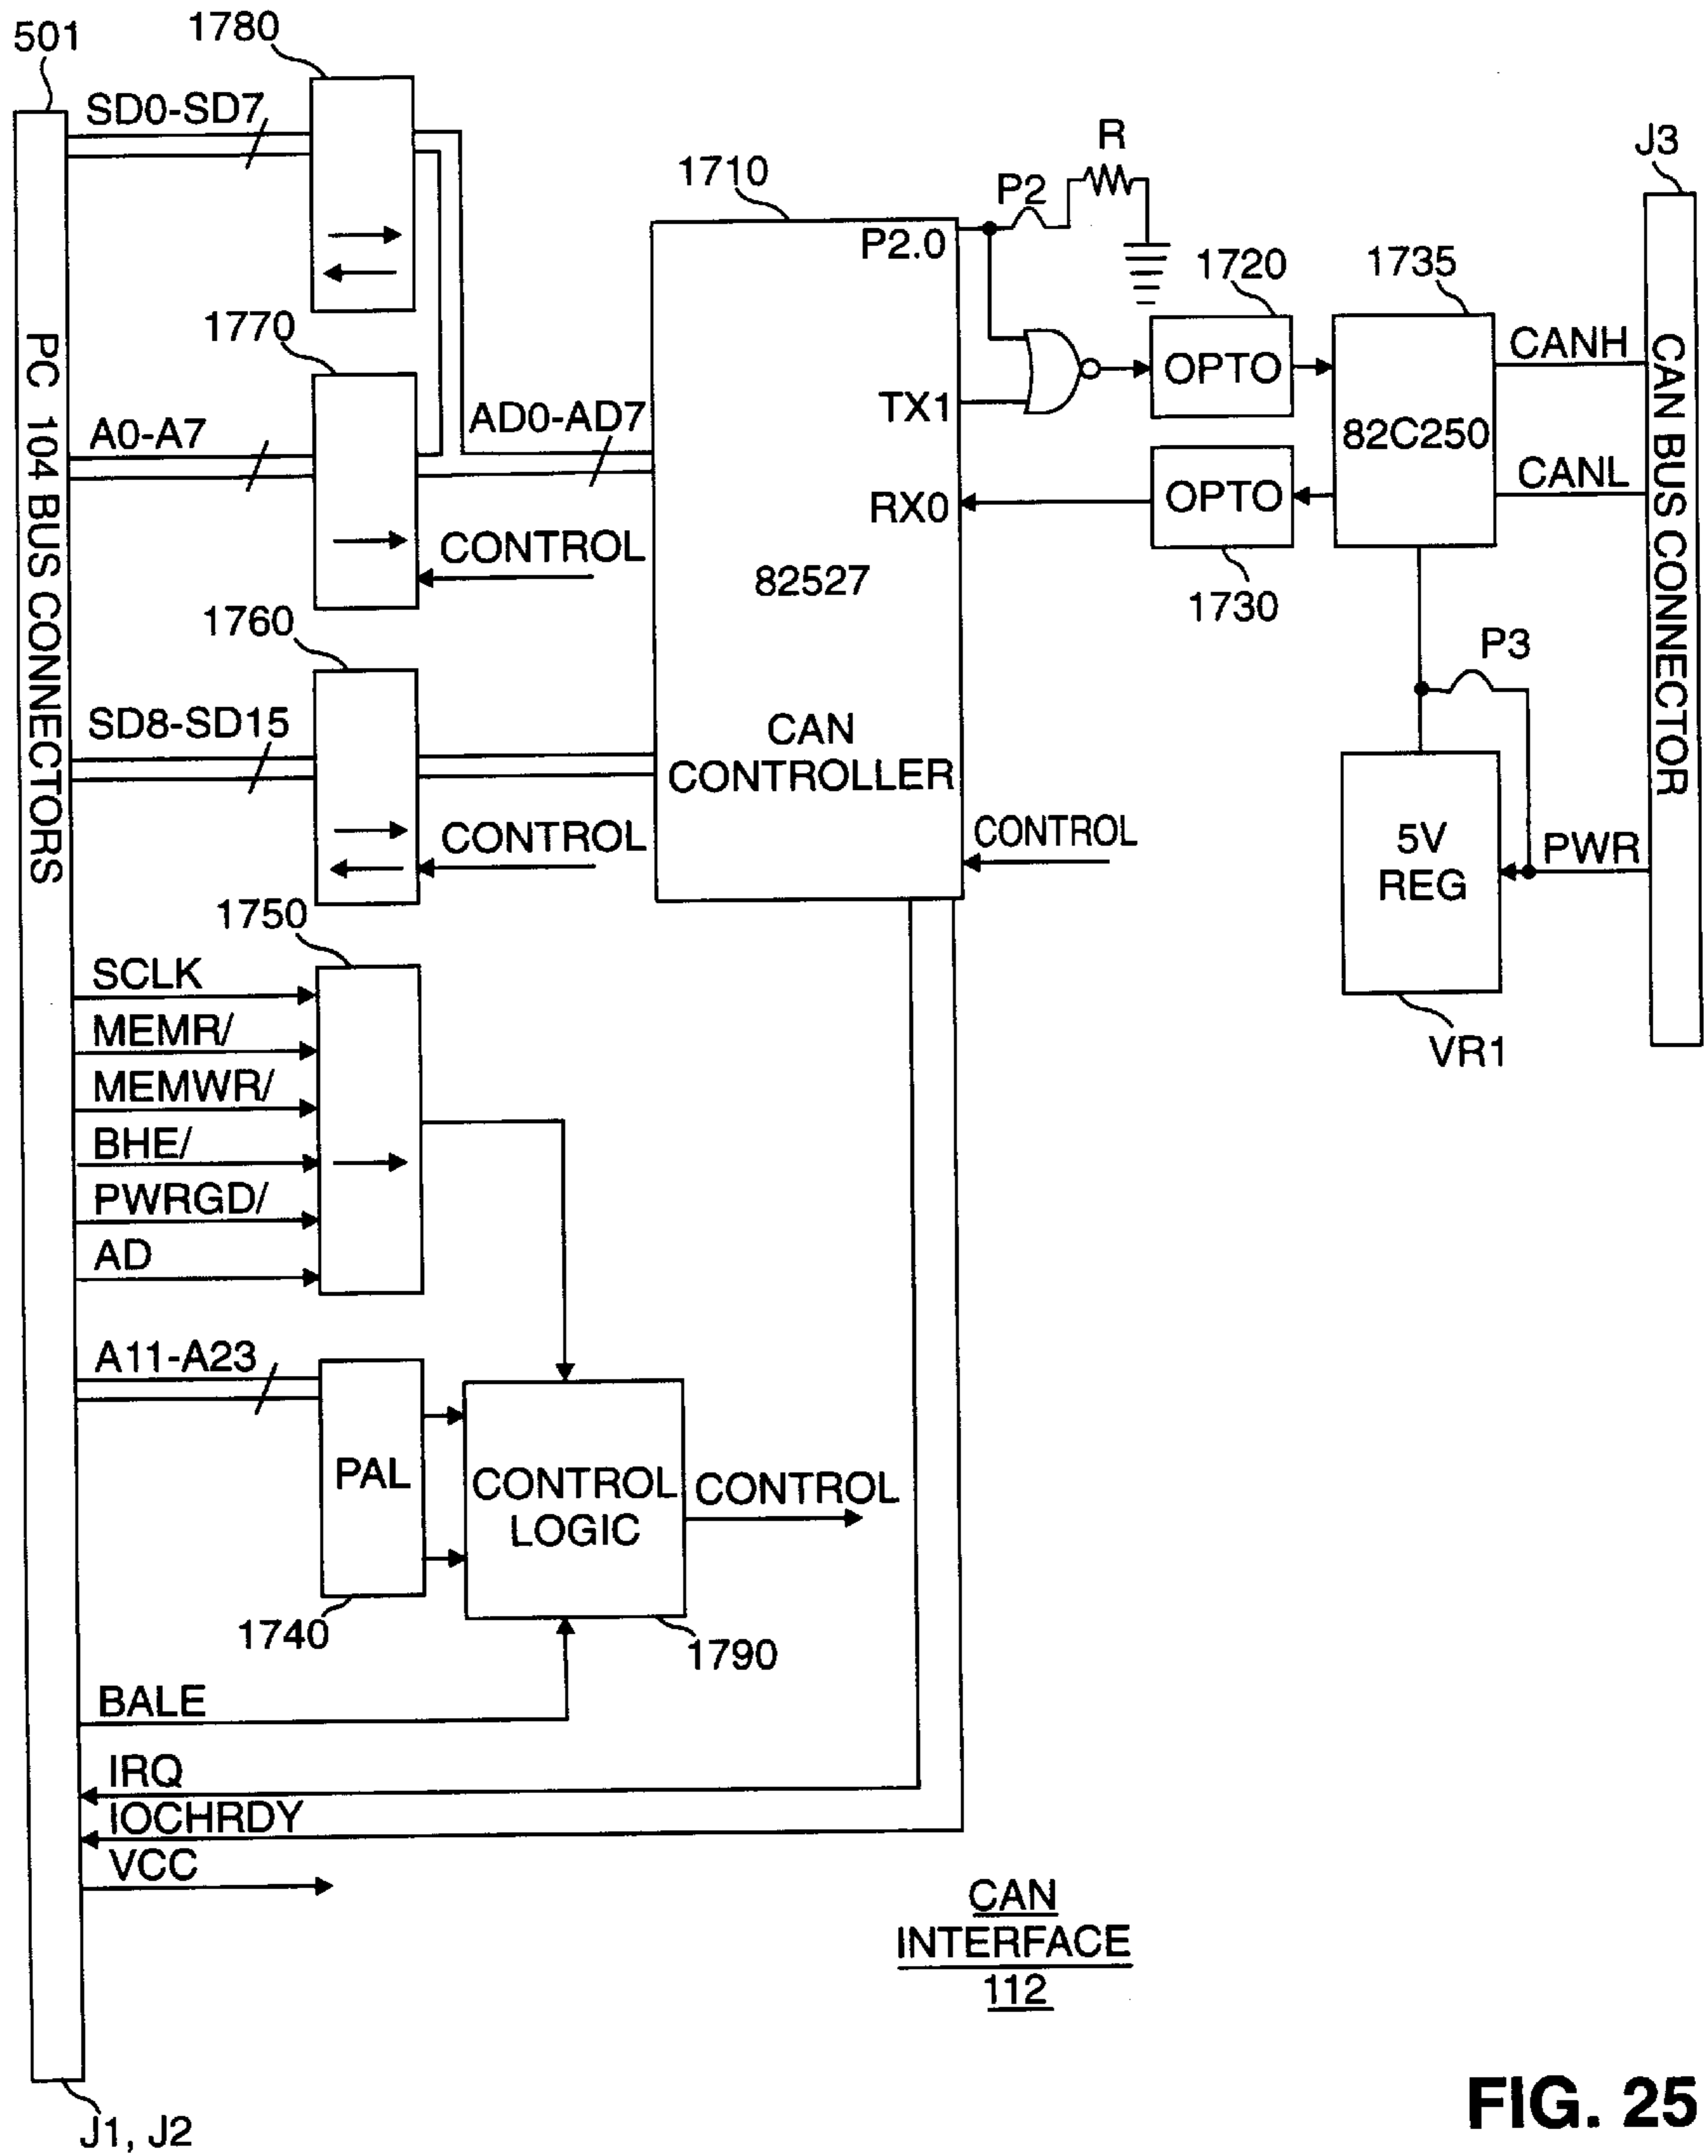 501
1780
SD0-SD7
1710
R
P2
J3
P2.0
1720
1735
1770
PC 104 BUS CONNECTORS
A0-A7
AD0-AD7
TX1
OPTO
82C250
CANH
CANL
CAN BUS CONNECTOR
RX0
OPTO
CONTROL
82527
1730
1760
P3
SD8-SD15
CAN
CONTROLLER
CONTROL
CONTROL
5V
REG
PWR
1750
SCLK
MEMR/
VR1
MEMWR/
BHE/
PWRGD/
AD
A11-A23
PAL
CONTROL
LOGIC
CONTROL
1740
1790
BALE
IRQ
IOCHRDY
VCC
CAN
INTERFACE
112
J1, J2
FIG. 25